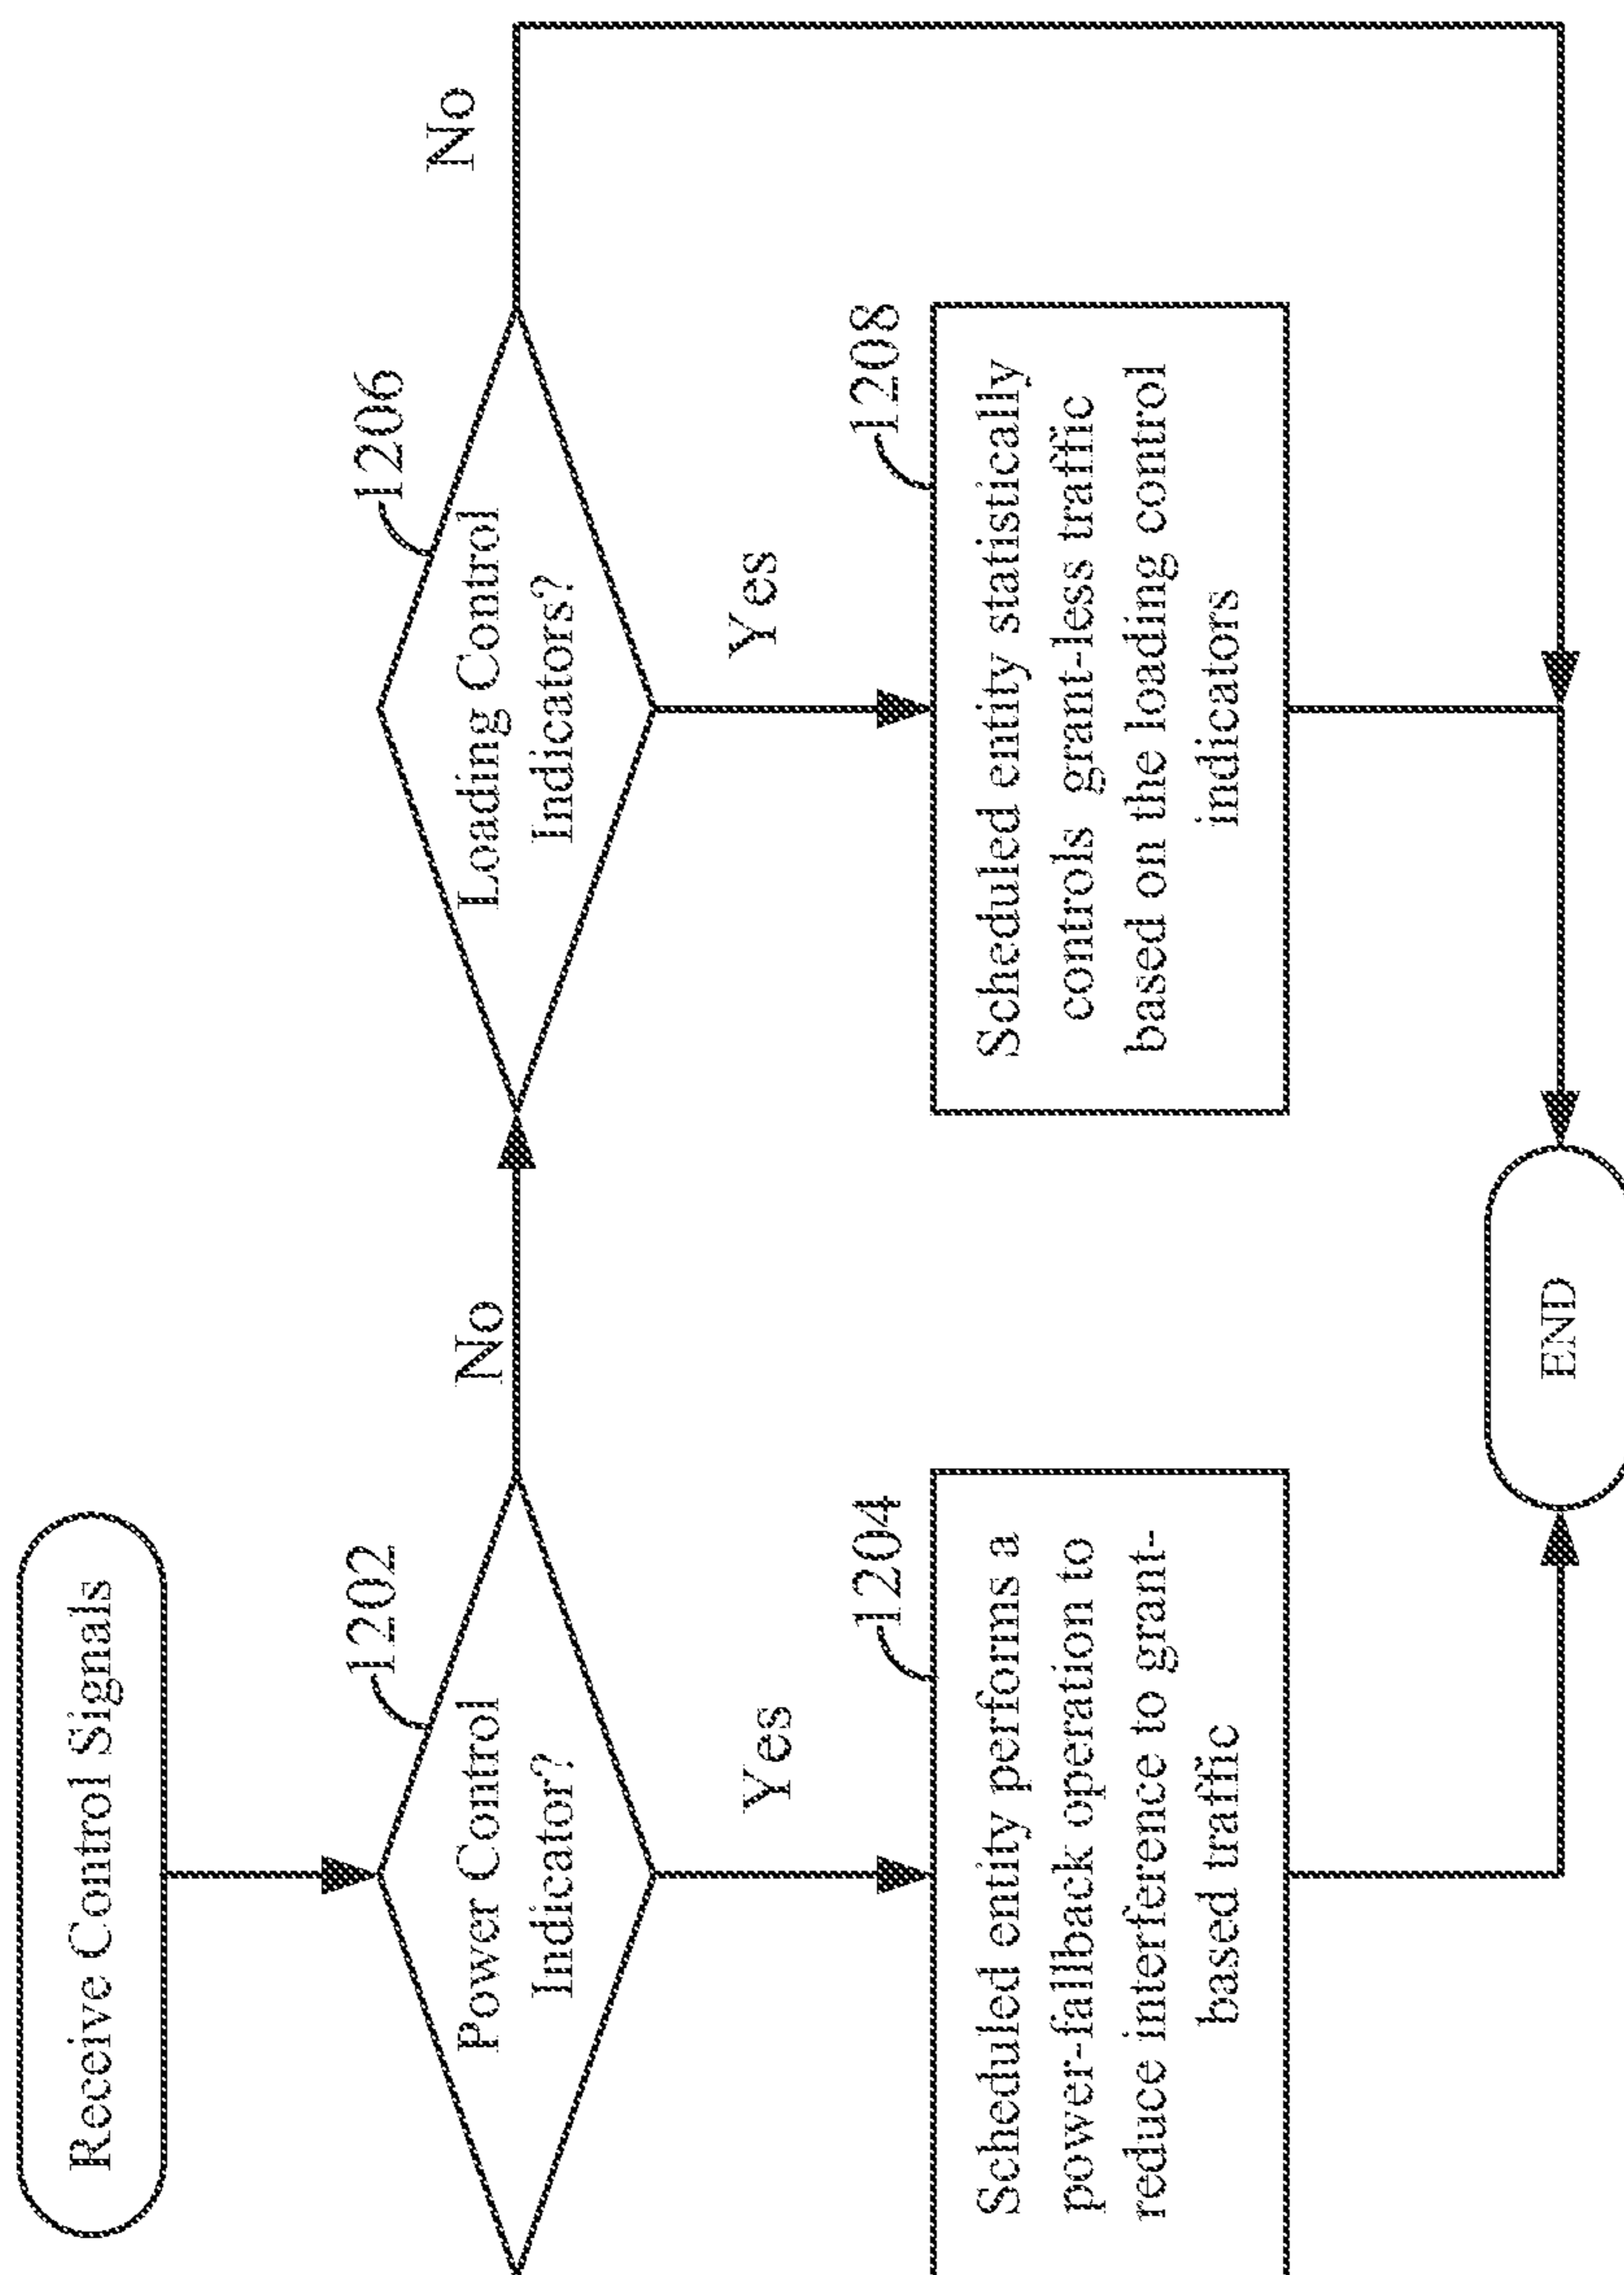 Receive Control Signals
1202
Power Control
Indicator?
No
Yes
1204
Scheduled entity performs a
power-fallback operation to
reduce interference to grant-
based traffic
1206
Loading Control
Indicators?
No
Yes
1208
Scheduled entity statistically
controls grant-less traffic
based on the loading control
indicators
END